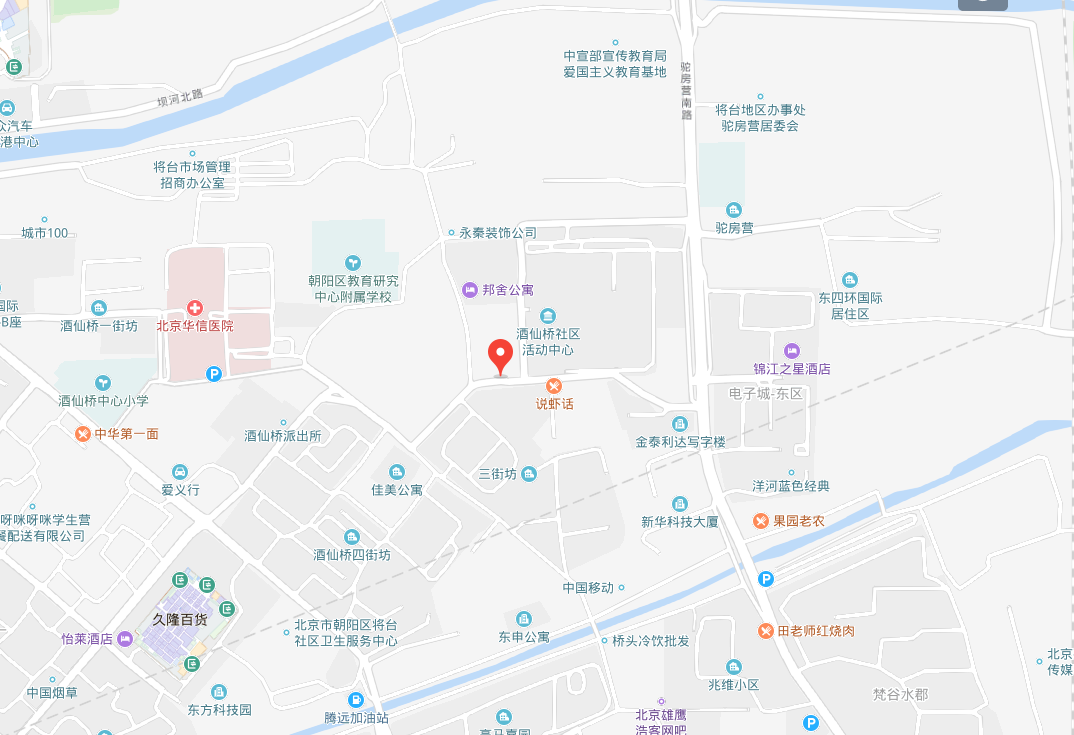 中宣部宣传教育局
爱国主义教育基地
驼房营南路
坝河北路
将台地区办事处
驼房营居委会
众汽车
港中心
将台市场管理
招商办公室
城市100
永秦装饰公司
驼房营
朝阳区教育研究
中心附属学校
邦舍公寓
东四环国际
居住区
国际
B座
酒仙桥一街坊
北京华信医院
酒仙桥社区
活动中心
锦江之星酒店
电子城-东区
酒仙桥中心小学
说虾话
中华第一面
酒仙桥派出所
金泰利达写字楼
爱义行
佳美公寓
三街坊
洋河蓝色经典
呀咪呀咪学生营
餐配送有限公司
新华科技大厦
果园老农
酒仙桥四街坊
中国移动
久隆百货
怡莱酒店
北京市朝阳区将台
社区卫生服务中心
东申公寓
桥头冷饮批发
田老师红烧肉
北京
传媒
中国烟草
兆维小区
梵谷水郡
东方科技园
腾远加油站
北京雄鹰
浩客网吧
高马嘉园